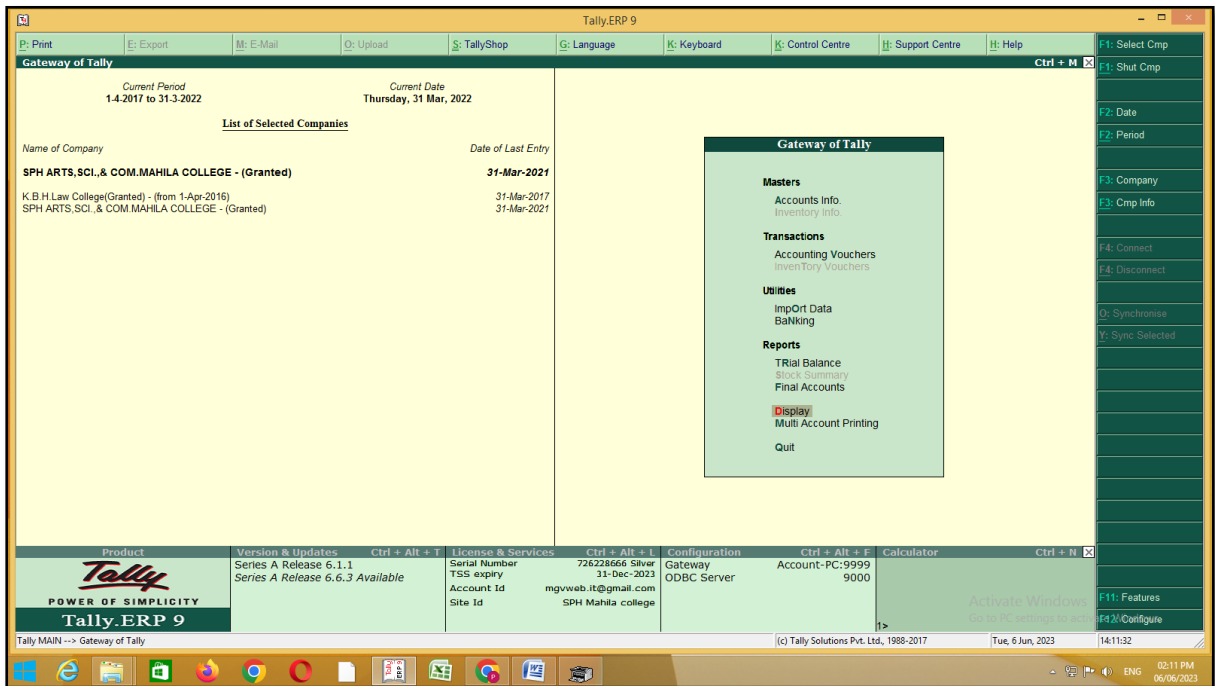 Tally.ERP 9
P: Print E: Export M: E-Mail O: Upload S: TallyShop G: Language K: Keyboard K: Control Centre H: Support Centre H: Help F1: Select Cmp
Gateway of Tally Ctrl + M
F1: Shut Cmp
Current Period Current Date
1-4-2017 to 31-3-2022 Thursday, 31 Mar, 2022
F2: Date
List of Selected Companies
F2: Period
Name of Company Date of Last Entry
Gateway of Tally
SPH ARTS,SCI.,& COM.MAHILA COLLEGE - (Granted) 31-Mar-2021
F3: Company
K.B.H.Law College(Granted) - (from 1-Apr-2016) 31-Mar-2017
SPH ARTS,SCI.,& COM.MAHILA COLLEGE - (Granted) 31-Mar-2021
F3: Cmp Info
Masters
Accounts Info.
Inventory Info.
Transactions
Accounting Vouchers
InvenTory Vouchers
Utilities
ImpOrt Data
BaNking
Reports
TRial Balance
Stock Summary
Final Accounts
Display
Multi Account Printing
Quit
F4: Connect
F4: Disconnect
O: Synchronise
Y: Sync Selected
Product
Tally
POWER OF SIMPLICITY
Tally.ERP 9
Version & Updates Ctrl + Alt + T
Series A Release 6.1.1
Series A Release 6.6.3 Available
License & Services Ctrl + Alt + L
Serial Number 726228666 Silver
TSS expiry 31-Dec-2023
Account Id mgvweb.it@gmail.com
Site Id SPH Mahila college
Configuration Ctrl + Alt + F
Gateway Account-PC:9999
ODBC Server 9000
Calculator Ctrl + N
1>
Activate Windows
Go to PC settings to activate Windows.
F11: Features
F12: Configure
Tally MAIN --> Gateway of Tally (c) Tally Solutions Pvt. Ltd., 1988-2017 Tue, 6 Jun, 2023 14:11:32
ENG 02:11 PM
06/06/2023